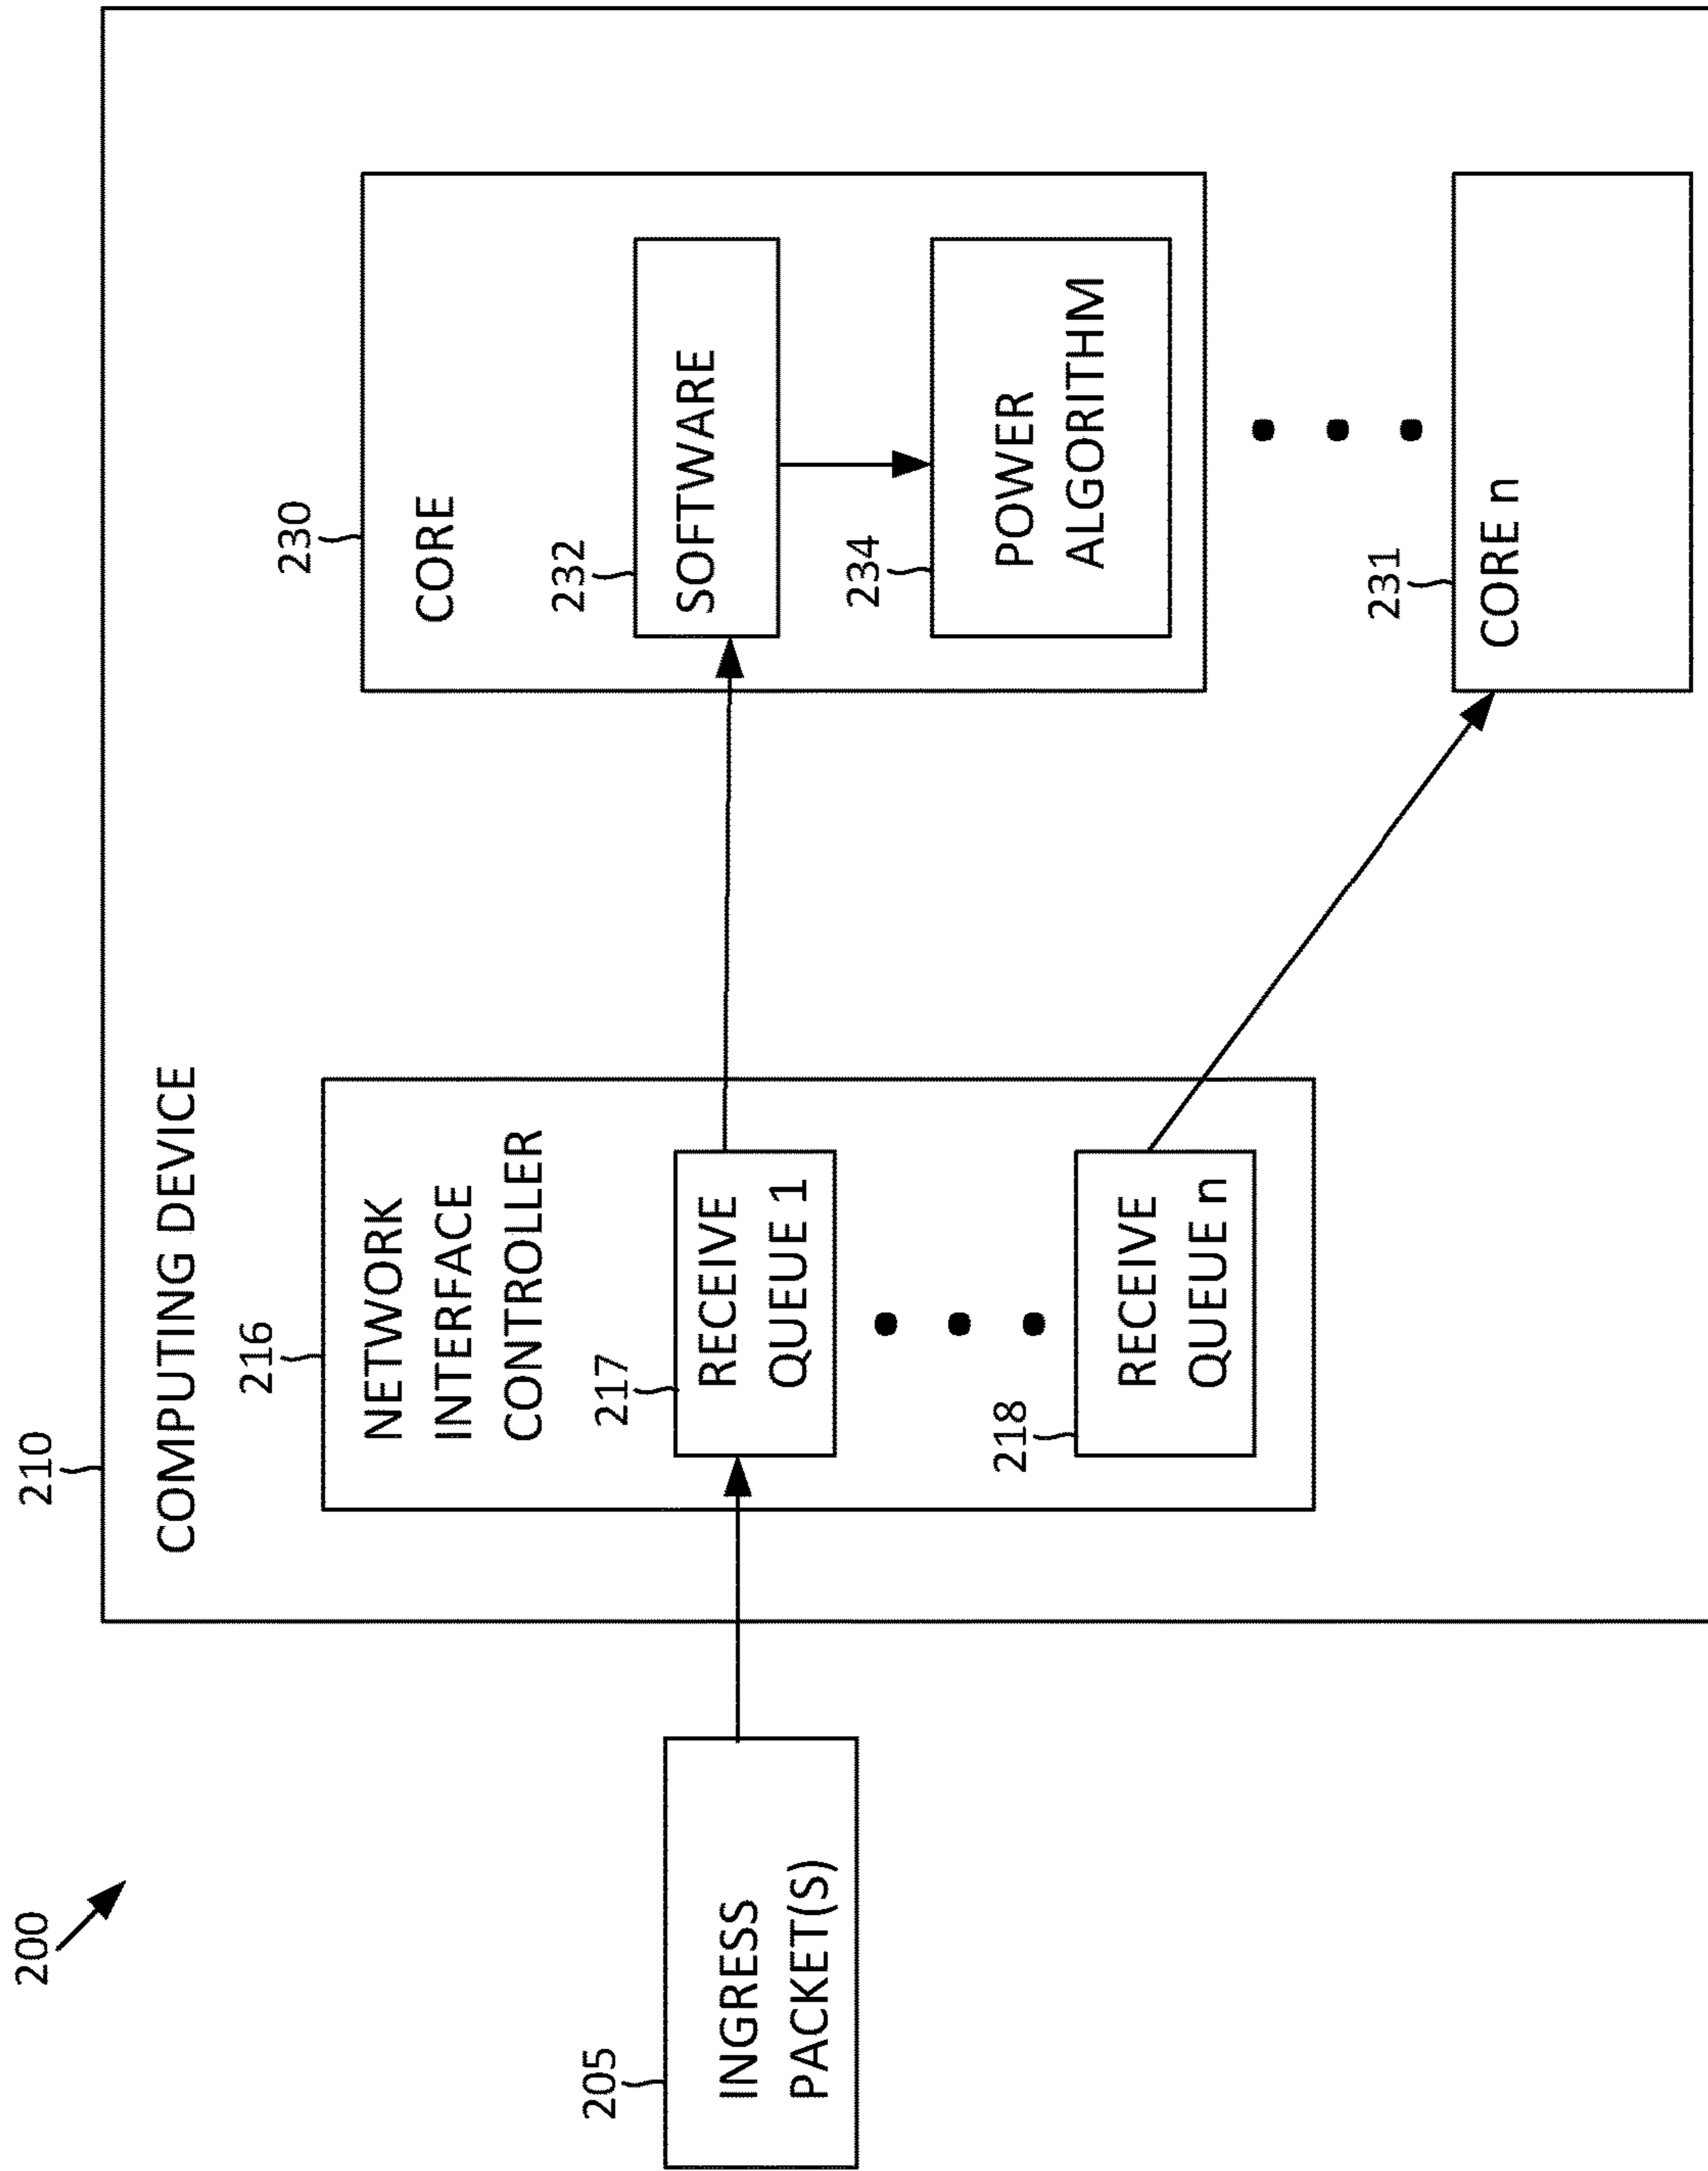 200
210
COMPUTING DEVICE
205
INGRESS
PACKET(S)
216
NETWORK
INTERFACE
CONTROLLER
217
RECEIVE
QUEUE 1
218
RECEIVE
QUEUE n
230
CORE
232
SOFTWARE
234
POWER
ALGORITHM
231
CORE n